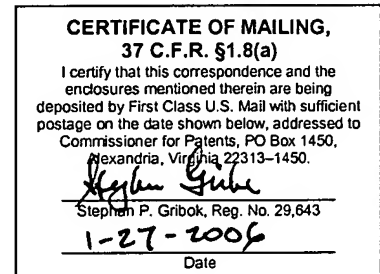 CERTIFICATE OF MAILING,
37 C.F.R. §1.8(a)
I certify that this correspondence and the
enclosures mentioned therein are being
deposited by First Class U.S. Mail with sufficient
postage on the date shown below, addressed to
Commissioner for Patents, PO Box 1450,
Alexandria, Virginia 22313–1450.
Stephen P. Gribok, Reg. No. 29,643
1-27-2006
Date